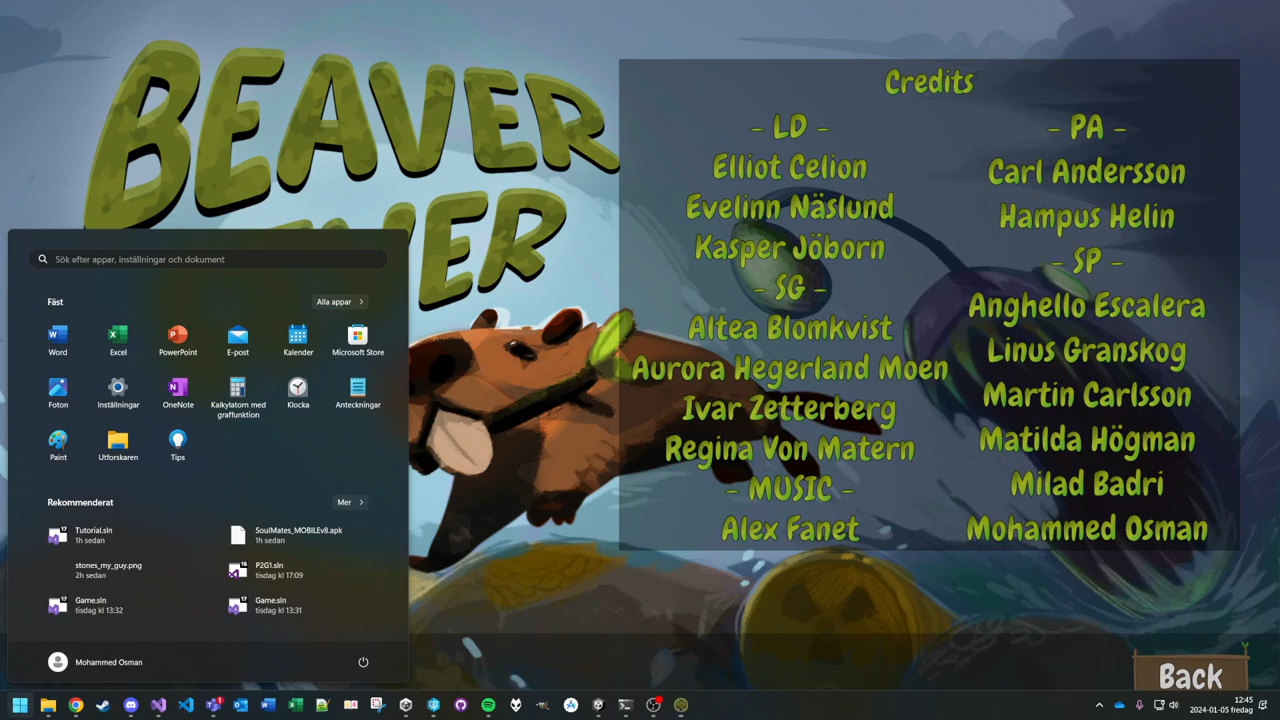 BEAVER
Credits
- LD -
Elliot Celion
Evelinn Näslund
Kasper Jöborn
- SG -
Altea Blomkvist
Aurora Hegerland Moen
Ivar Zetterberg
Regina Von Matern
- MUSIC -
Alex Fanet
- PA -
Carl Andersson
Hampus Helin
- SP -
Anghello Escalera
Linus Granskog
Martin Carlsson
Matilda Högman
Milad Badri
Mohammed Osman
Back
Sök efter appar, inställningar och dokument
Fäst
Alla appar
Word
Excel
PowerPoint
E-post
Kalender
Microsoft Store
Foton
Inställningar
OneNote
Kalkylatorn med
graffunktion
Klocka
Anteckningar
Paint
Utforskaren
Tips
Rekommenderat
Mer
Tutorial.sln
1h sedan
SoulMates_MOBILEv8.apk
1h sedan
stones_my_guy.png
2h sedan
P2G1.sln
tisdag kl 17:09
Game.sln
tisdag kl 13:32
Game.sln
tisdag kl 13:31
Mohammed Osman
12:45
2024-01-05 fredag